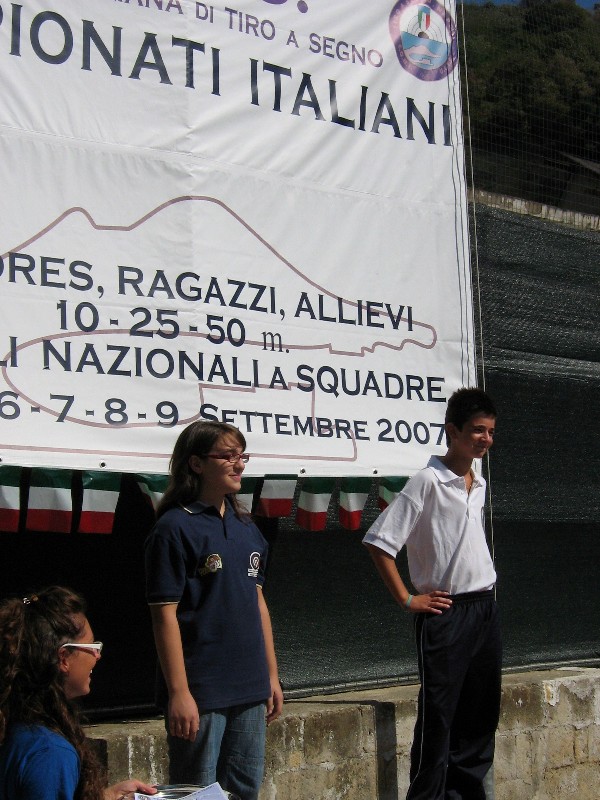 ANA DI TIRO A SEGNO
PIONATI ITALIANI
ORES, RAGAZZI, ALLIEVI
10 - 25 - 50 m.
LI NAZIONALI A SQUADRE
6 - 7 - 8 - 9 SETTEMBRE 2007